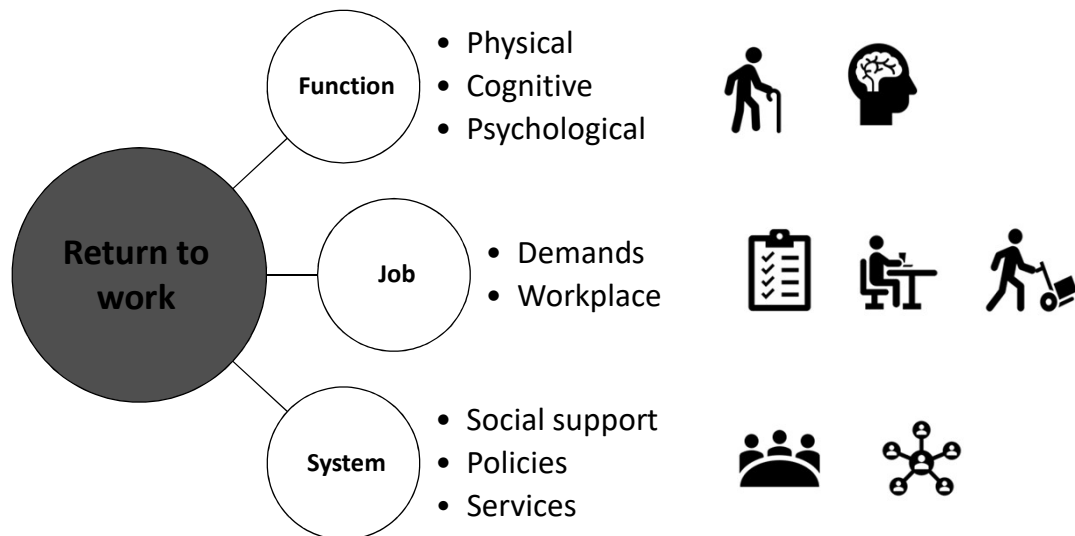 Return to
work
Function
• Physical
• Cognitive
• Psychological
Job
• Demands
• Workplace
System
• Social support
• Policies
• Services